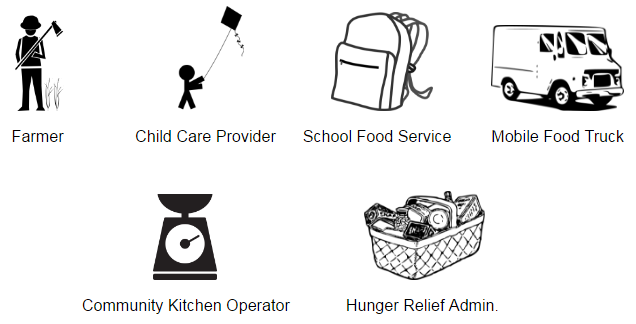 Farmer
Child Care Provider
School Food Service
Mobile Food Truck
Community Kitchen Operator
Hunger Relief Admin.